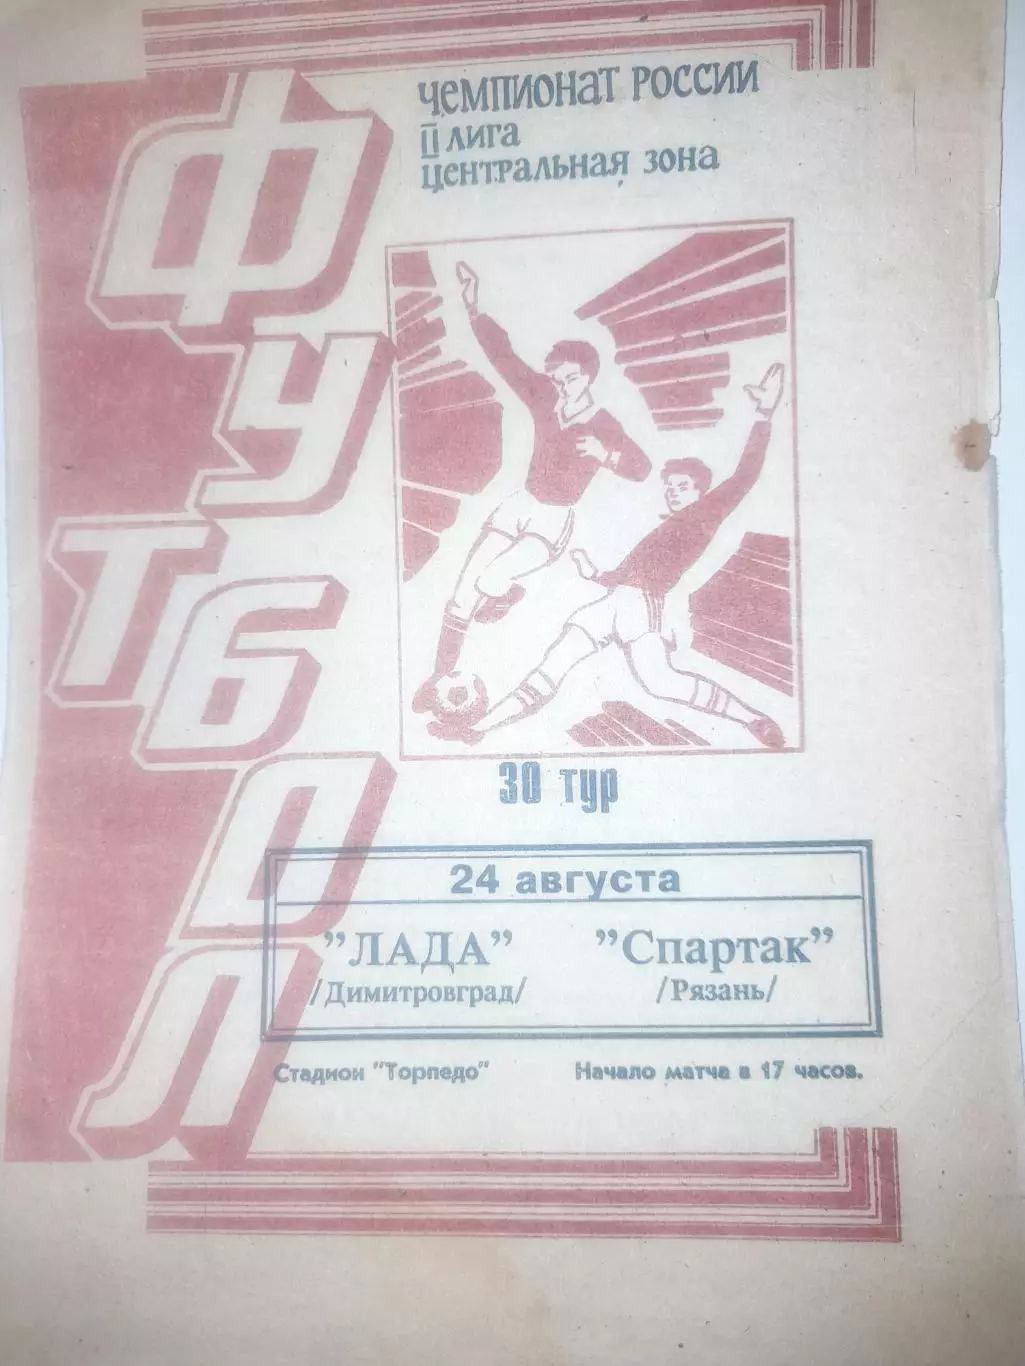 ФУТБОЛ
ЧЕМПИОНАТ РОССИИ
II ЛИГА
ЦЕНТРАЛЬНАЯ ЗОНА
30 ТУР
24 августа
"ЛАДА" "Спартак"
/Димитровград/ /Рязань/
Стадион "Торпедо" Начало матча в 17 часов.